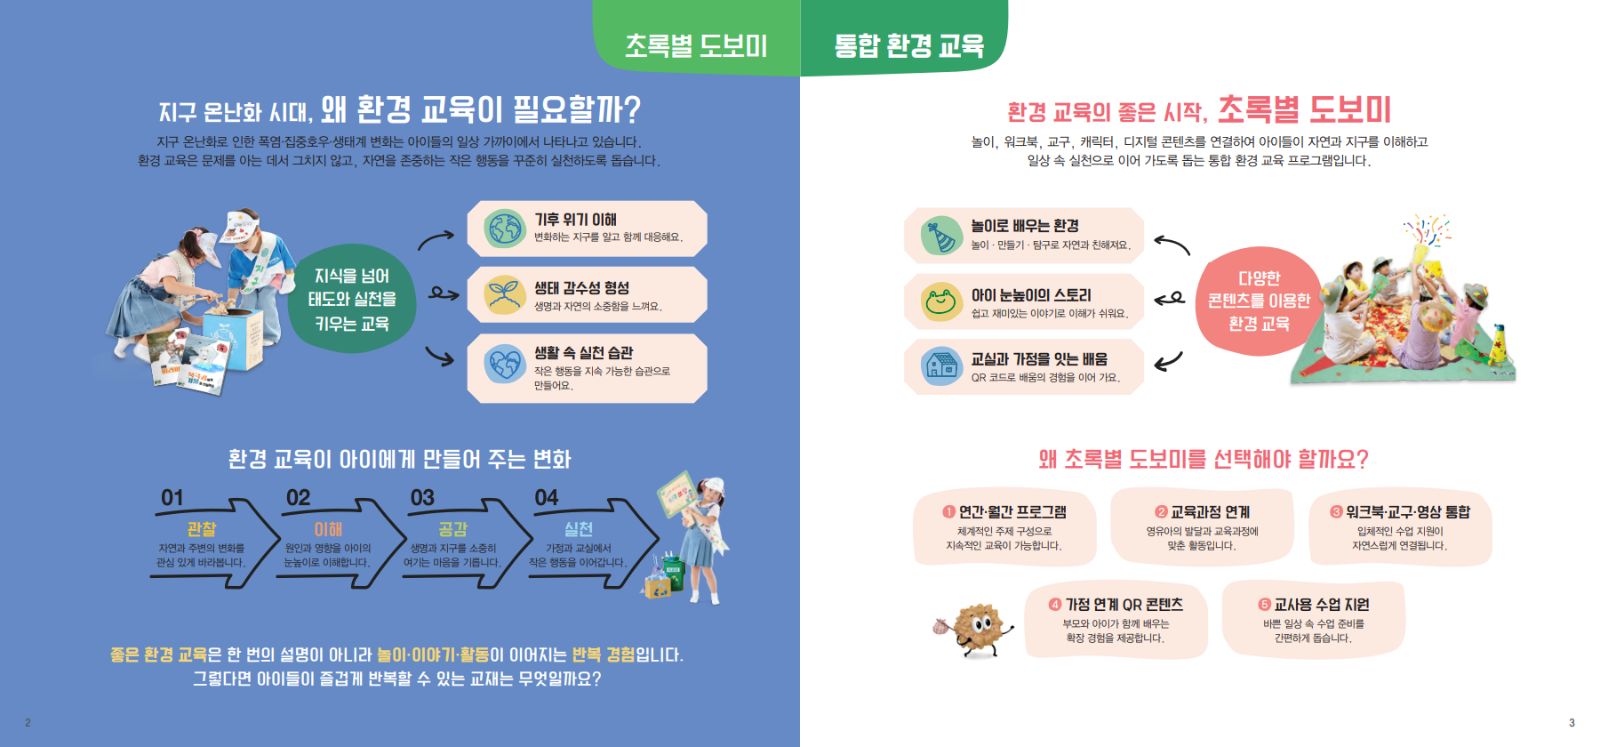 초록별 도보미
지구 온난화 시대, 왜 환경 교육이 필요할까?
지구 온난화로 인한 폭염·집중호우·생태계 변화는 아이들의 일상 가까이에서 나타나고 있습니다.
환경 교육은 문제를 아는 데서 그치지 않고, 자연을 존중하는 작은 행동을 꾸준히 실천하도록 돕습니다.
지식을 넘어
태도와 실천을
키우는 교육
기후 위기 이해
변화하는 지구를 알고 함께 대응해요.
생태 감수성 형성
생명과 자연의 소중함을 느껴요.
생활 속 실천 습관
작은 행동을 지속 가능한 습관으로
만들어요.
환경 교육이 아이에게 만들어 주는 변화
01
관찰
자연과 주변의 변화를
관심 있게 바라봅니다.
02
이해
원인과 영향을 아이의
눈높이로 이해합니다.
03
공감
생명과 지구를 소중히
여기는 마음을 기릅니다.
04
실천
가정과 교실에서
작은 행동을 이어갑니다.
좋은 환경 교육은 한 번의 설명이 아니라 놀이·이야기·활동이 이어지는 반복 경험입니다.
그렇다면 아이들이 즐겁게 반복할 수 있는 교재는 무엇일까요?
2
통합 환경 교육
환경 교육의 좋은 시작, 초록별 도보미
놀이, 워크북, 교구, 캐릭터, 디지털 콘텐츠를 연결하여 아이들이 자연과 지구를 이해하고
일상 속 실천으로 이어 가도록 돕는 통합 환경 교육 프로그램입니다.
놀이로 배우는 환경
놀이·만들기·탐구로 자연과 친해져요.
아이 눈높이의 스토리
쉽고 재미있는 이야기로 이해가 쉬워요.
교실과 가정을 잇는 배움
QR 코드로 배움의 경험을 이어 가요.
다양한
콘텐츠를 이용한
환경 교육
왜 초록별 도보미를 선택해야 할까요?
1 연간·월간 프로그램
체계적인 주제 구성으로
지속적인 교육이 가능합니다.
2 교육과정 연계
영유아의 발달과 교육과정에
맞춘 활동입니다.
3 워크북·교구·영상 통합
입체적인 수업 지원이
자연스럽게 연결됩니다.
4 가정 연계 QR 콘텐츠
부모와 아이가 함께 배우는
확장 경험을 제공합니다.
5 교사용 수업 지원
바쁜 일상 속 수업 준비를
간편하게 돕습니다.
3